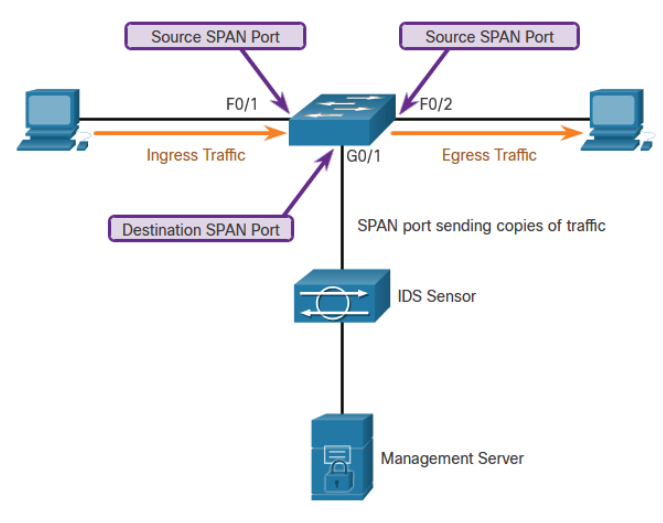 Source SPAN Port
Source SPAN Port
F0/1
F0/2
Ingress Traffic
G0/1
Egress Traffic
Destination SPAN Port
SPAN port sending copies of traffic
IDS Sensor
Management Server